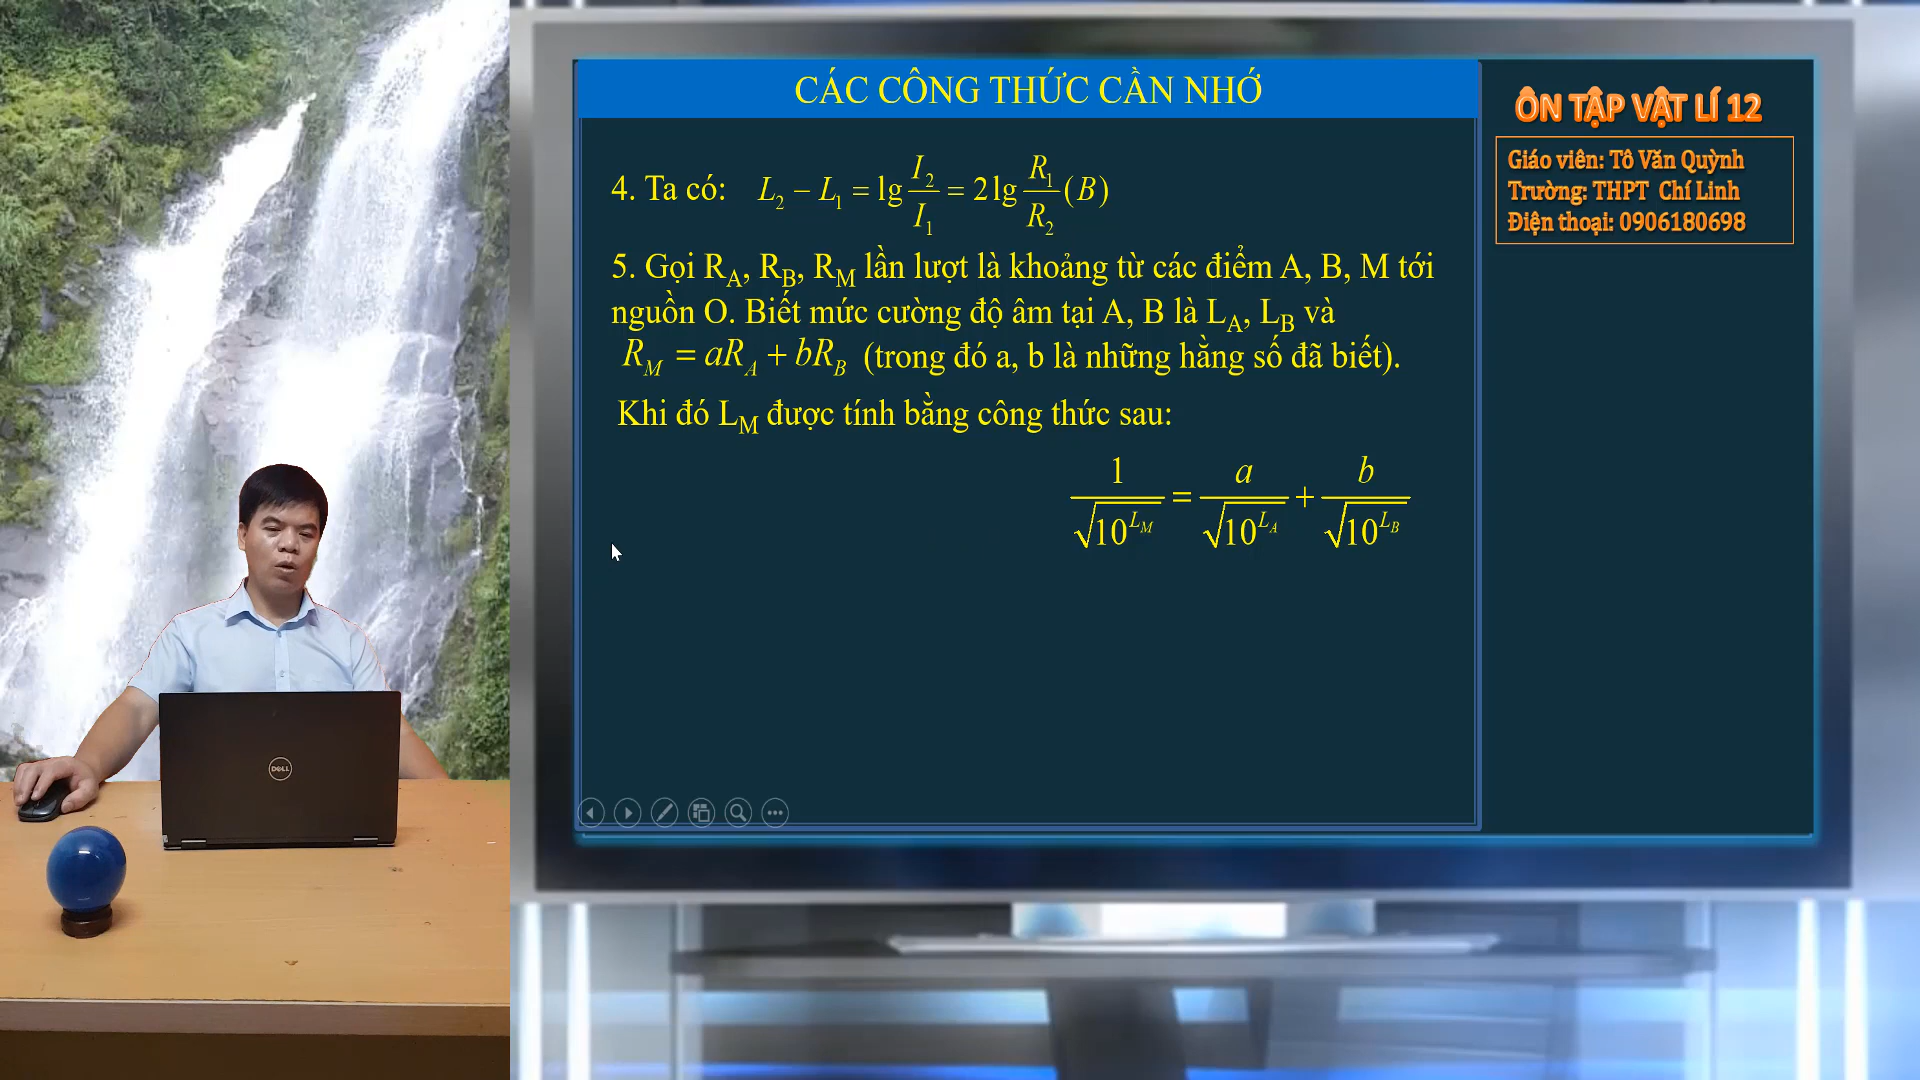 CÁC CÔNG THỨC CẦN NHỚ
4. Ta có: L₂ − L₁ = lg I₂/I₁ = 2 lg R₁/R₂ (B)
5. Gọi R_A, R_B, R_M lần lượt là khoảng từ các điểm A, B, M tới
nguồn O. Biết mức cường độ âm tại A, B là L_A, L_B và
R_M = aR_A + bR_B (trong đó a, b là những hằng số đã biết).
Khi đó L_M được tính bằng công thức sau:
1/√(10^(L_M)) = a/√(10^(L_A)) + b/√(10^(L_B))
ÔN TẬP VẬT LÍ 12
Giáo viên: Tô Văn Quỳnh
Trường: THPT Chí Linh
Điện thoại: 0906180698
DELL